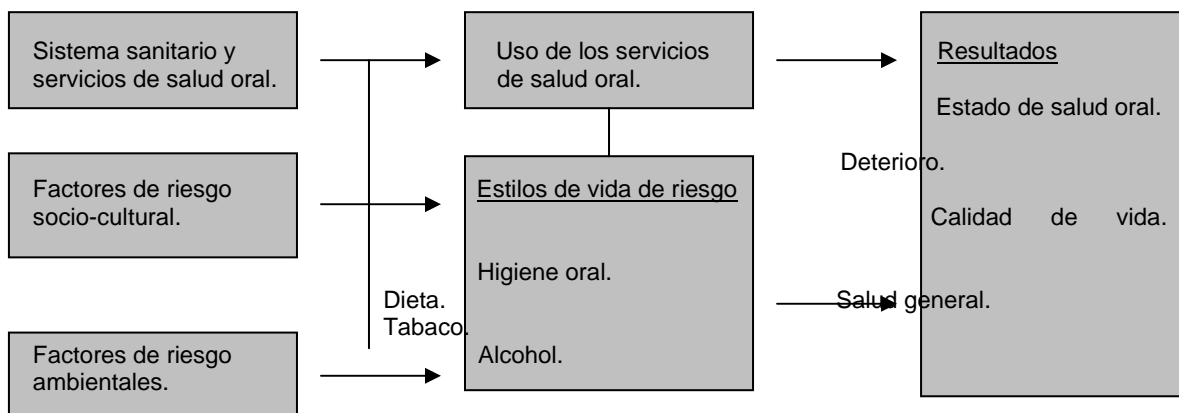 Sistema sanitario y
servicios de salud oral.
Factores de riesgo
socio-cultural.
Factores de riesgo
ambientales.
Uso de los servicios
de salud oral.
Estilos de vida de riesgo
Higiene oral.
Dieta.
Tabaco.
Alcohol.
Resultados
Estado de salud oral.
Deterioro.
Calidad de vida.
Salud general.